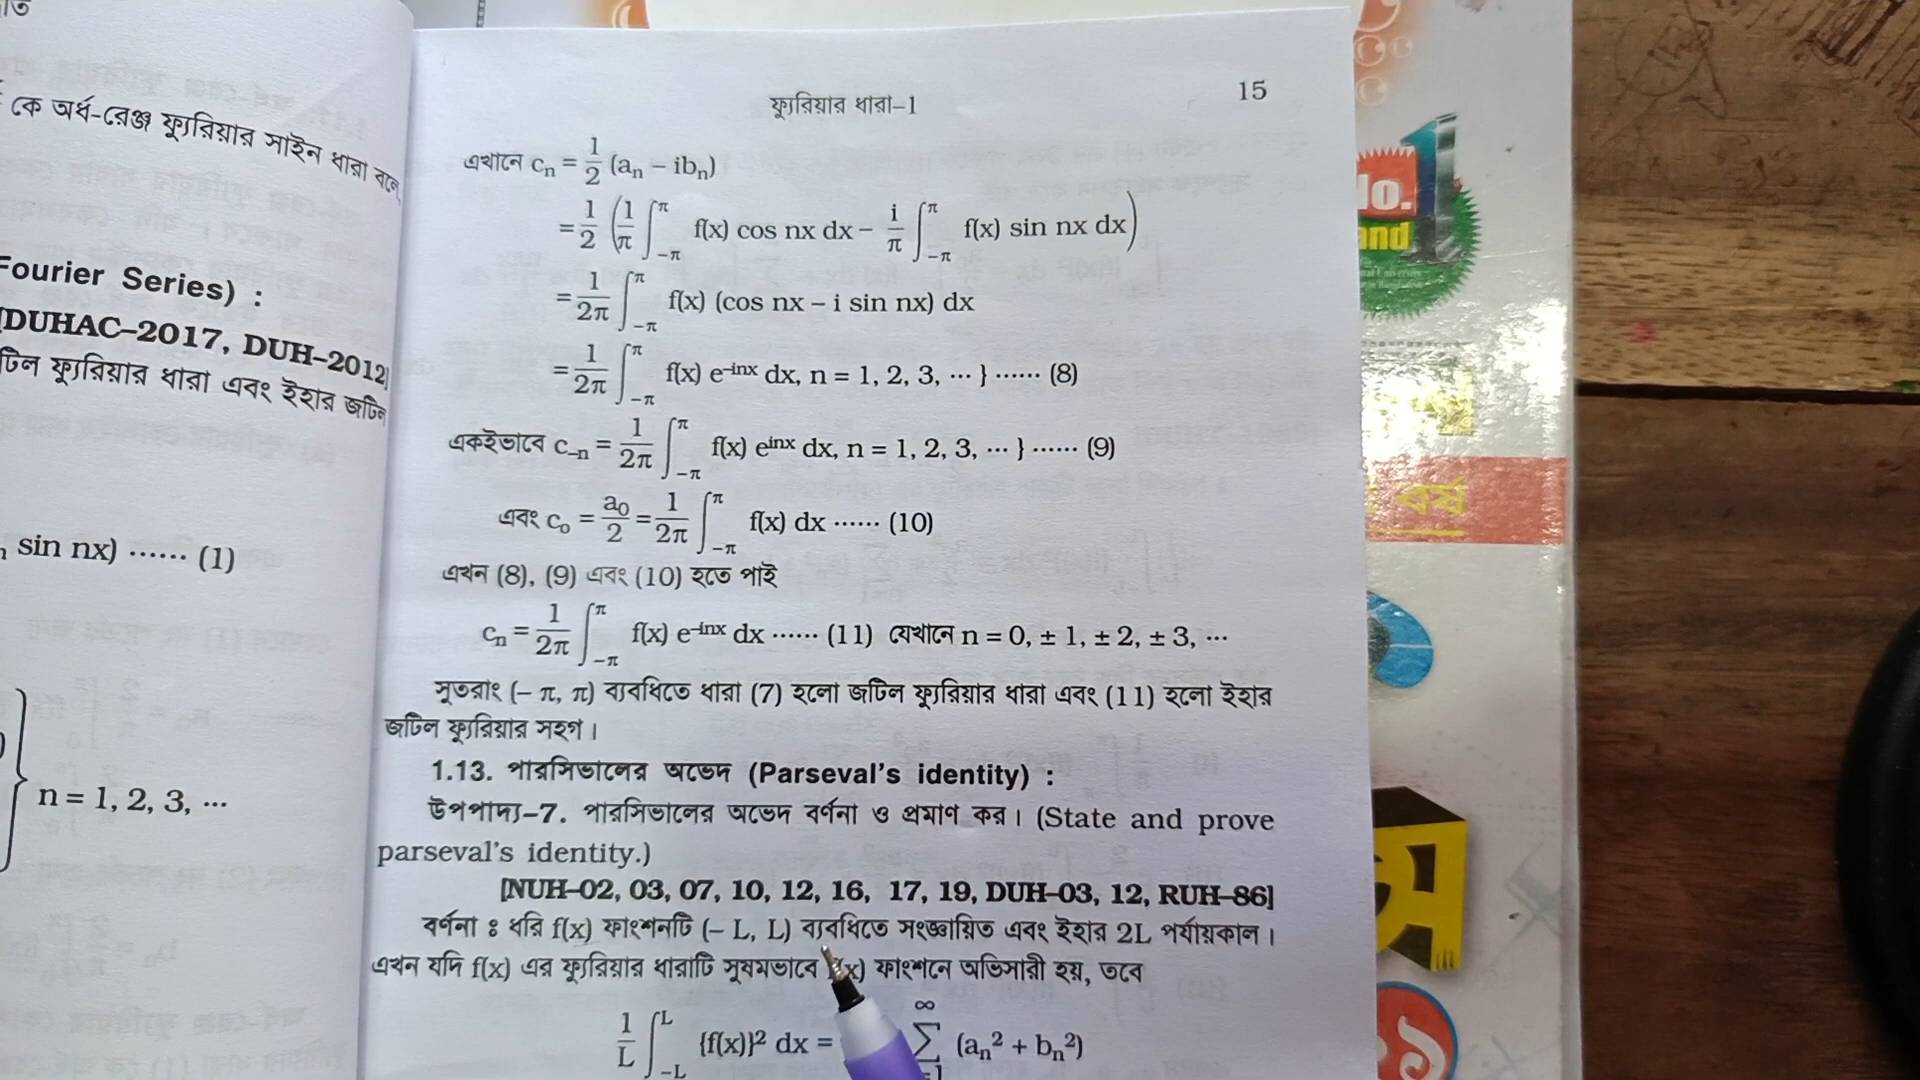 কে অর্ধ-রেঞ্জ ফ্যুরিয়ার সাইন ধারা বলে
Fourier Series) :
[DUHAC–2017, DUH–2012]
টিল ফ্যুরিয়ার ধারা এবং ইহার জটিল
sin nx) ...... (1)
n = 1, 2, 3, ...
ফ্যুরিয়ার ধারা–1
15
এখানে cₙ = 1/2 (aₙ – ibₙ)
= 1/2 (1/π ∫_{–π}^{π} f(x) cos nx dx – i/π ∫_{–π}^{π} f(x) sin nx dx)
= 1/2π ∫_{–π}^{π} f(x) (cos nx – i sin nx) dx
= 1/2π ∫_{–π}^{π} f(x) e^{–inx} dx, n = 1, 2, 3, ... } ...... (8)
একইভাবে c₋ₙ = 1/2π ∫_{–π}^{π} f(x) e^{inx} dx, n = 1, 2, 3, ... } ...... (9)
এবং c₀ = a₀/2 = 1/2π ∫_{–π}^{π} f(x) dx ...... (10)
এখন (8), (9) এবং (10) হতে পাই
cₙ = 1/2π ∫_{–π}^{π} f(x) e^{–inx} dx ...... (11) যেখানে n = 0, ± 1, ± 2, ± 3, ...
সুতরাং (– π, π) ব্যবধিতে ধারা (7) হলো জটিল ফ্যুরিয়ার ধারা এবং (11) হলো ইহার
জটিল ফ্যুরিয়ার সহগ।
1.13. পারসিভালের অভেদ (Parseval's identity) :
উপপাদ্য–7. পারসিভালের অভেদ বর্ণনা ও প্রমাণ কর। (State and prove
parseval's identity.)
[NUH–02, 03, 07, 10, 12, 16, 17, 19, DUH–03, 12, RUH–86]
বর্ণনা ঃ ধরি f(x) ফাংশনটি (– L, L) ব্যবধিতে সংজ্ঞায়িত এবং ইহার 2L পর্যায়কাল।
এখন যদি f(x) এর ফ্যুরিয়ার ধারাটি সুষমভাবে f(x) ফাংশনে অভিসারী হয়, তবে
1/L ∫_{–L}^{L} {f(x)}² dx = ∑^{∞} (aₙ² + bₙ²)
No.1
and
বর্ষ